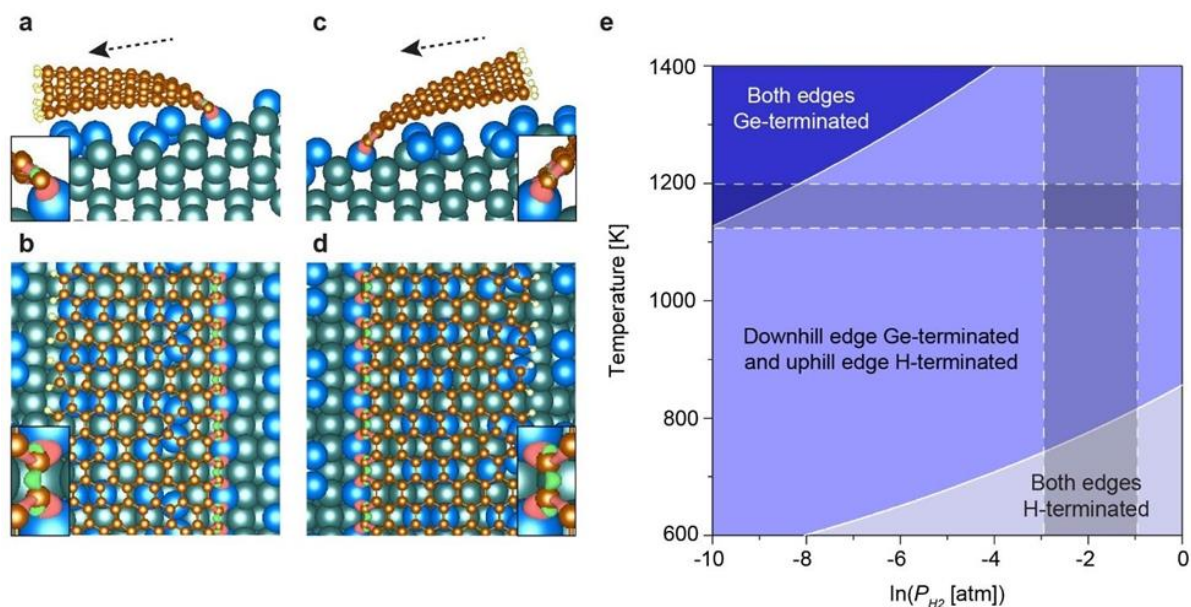 a
c
e
b
d
1400
1200
1000
800
600
Temperature [K]
Both edges
Ge-terminated
Downhill edge Ge-terminated
and uphill edge H-terminated
Both edges
H-terminated
-10
-8
-6
-4
-2
0
ln(P_H2 [atm])